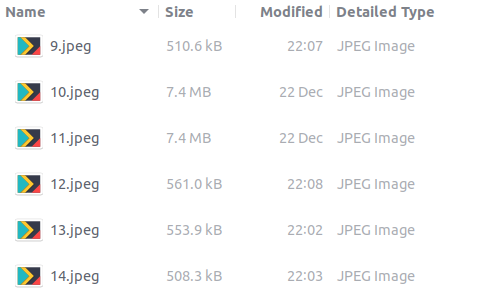 Name Size Modified Detailed Type
9.jpeg 510.6 kB 22:07 JPEG Image
10.jpeg 7.4 MB 22 Dec JPEG Image
11.jpeg 7.4 MB 22 Dec JPEG Image
12.jpeg 561.0 kB 22:08 JPEG Image
13.jpeg 553.9 kB 22:02 JPEG Image
14.jpeg 508.3 kB 22:03 JPEG Image